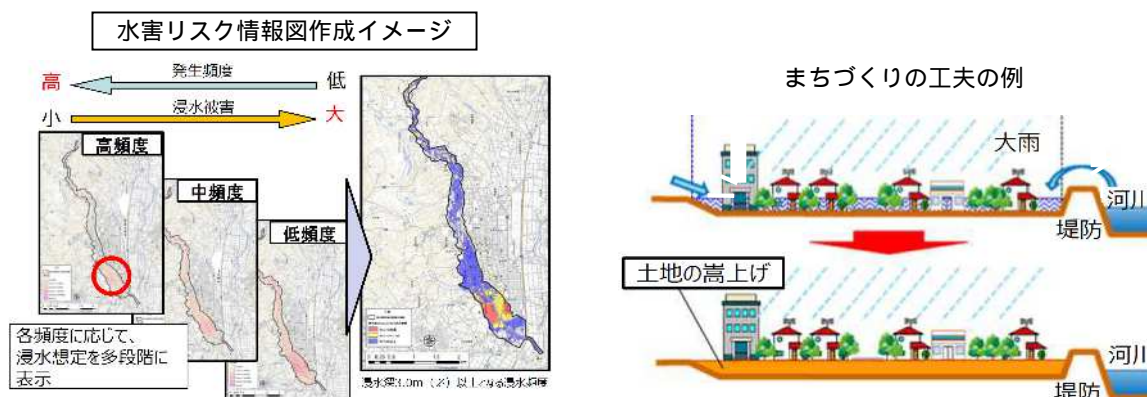 水害リスク情報図作成イメージ
高
発生頻度
低
小
浸水被害
大
高頻度
中頻度
低頻度
各頻度に応じて、
浸水想定を多段階に
表示
まちづくりの工夫の例
大雨
河川
堤防
土地の嵩上げ
河川
堤防